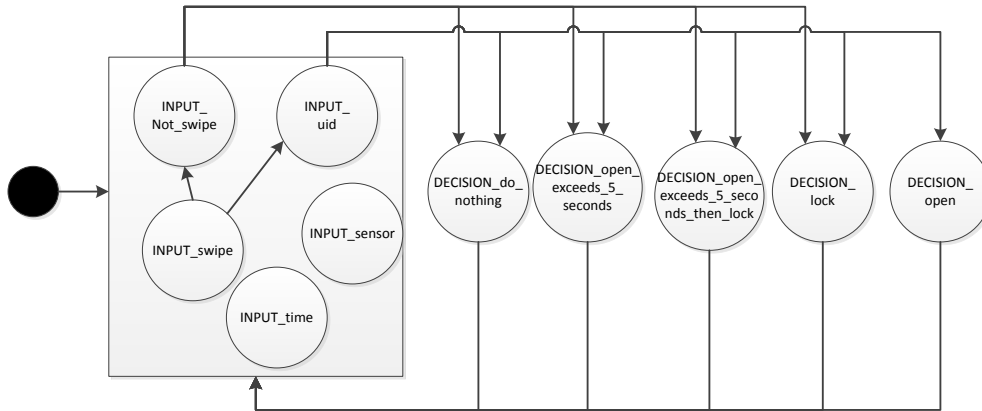 INPUT_
Not_swipe
INPUT_
uid
INPUT_swipe
INPUT_sensor
INPUT_time
DECISION_do_
nothing
DECISION_open_
exceeds_5_
seconds
DECISION_open_
exceeds_5_seco
nds_then_lock
DECISION_
lock
DECISION_
open